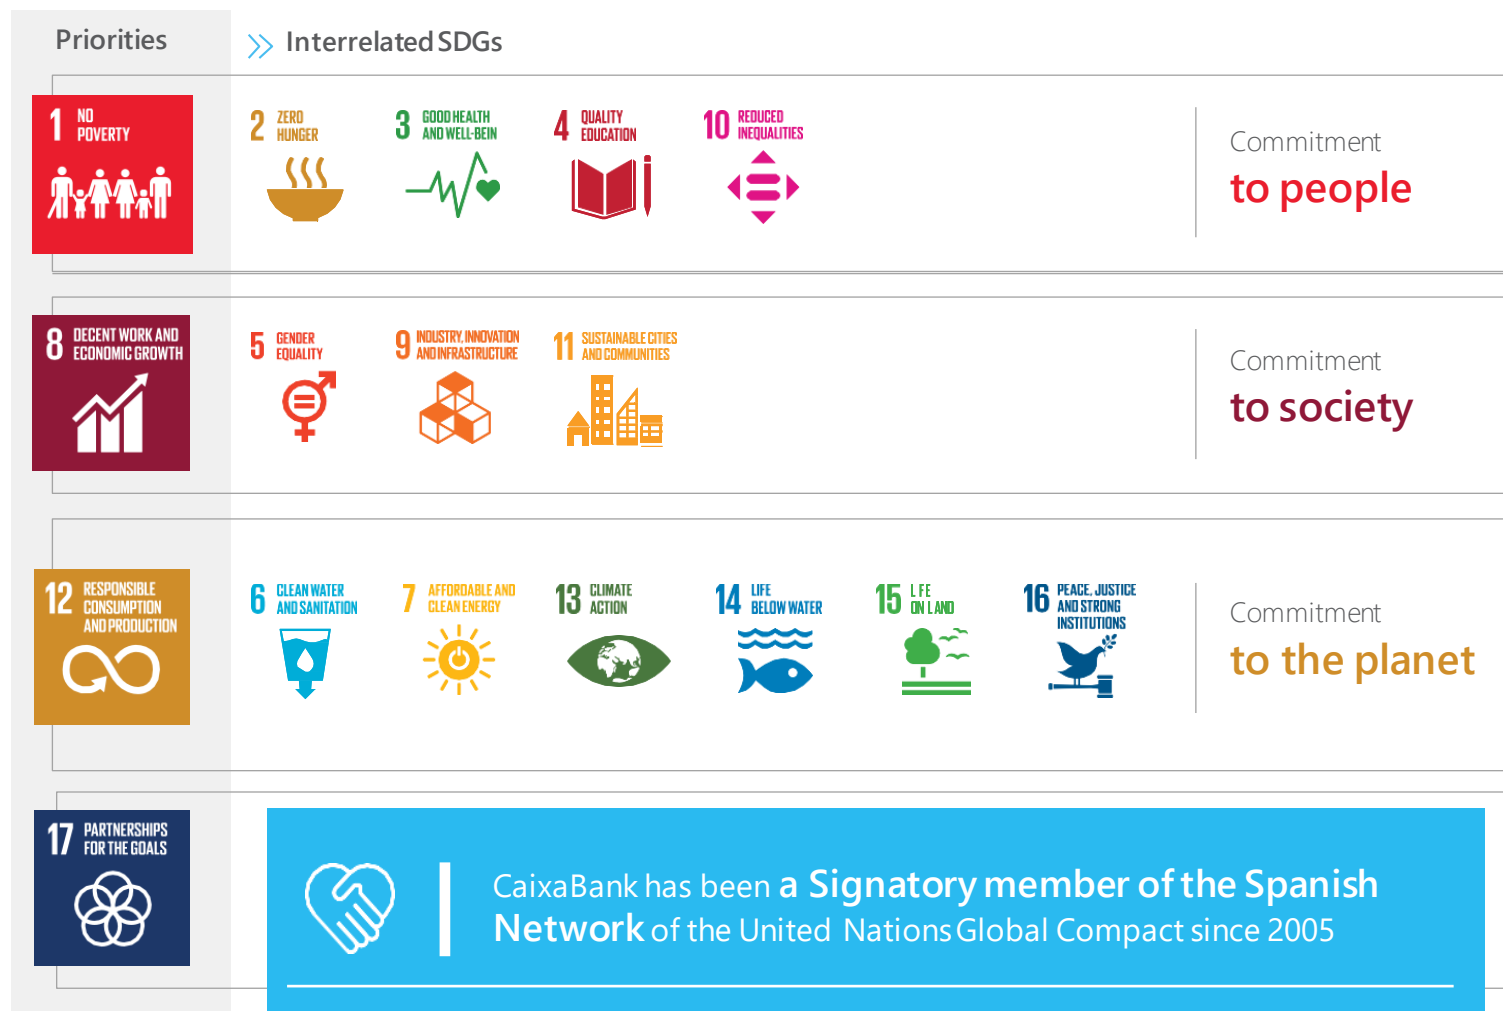 Priorities
Interrelated SDGs
1 NO
POVERTY
2 ZERO
HUNGER
3 GOOD HEALTH
AND WELL-BEIN
4 QUALITY
EDUCATION
10 REDUCED
INEQUALITIES
Commitment
to people
8 DECENT WORK AND
ECONOMIC GROWTH
5 GENDER
EQUALITY
9 INDUSTRY, INNOVATION
AND INFRASTRUCTURE
11 SUSTAINABLE CITIES
AND COMMUNITIES
Commitment
to society
12 RESPONSIBLE
CONSUMPTION
AND PRODUCTION
6 CLEAN WATER
AND SANITATION
7 AFFORDABLE AND
CLEAN ENERGY
13 CLIMATE
ACTION
14 LIFE
BELOW WATER
15 LFE
ON LAND
16 PEACE, JUSTICE
AND STRONG
INSTITUTIONS
Commitment
to the planet
17 PARTNERSHIPS
FOR THE GOALS
CaixaBank has been a Signatory member of the Spanish
Network of the United Nations Global Compact since 2005